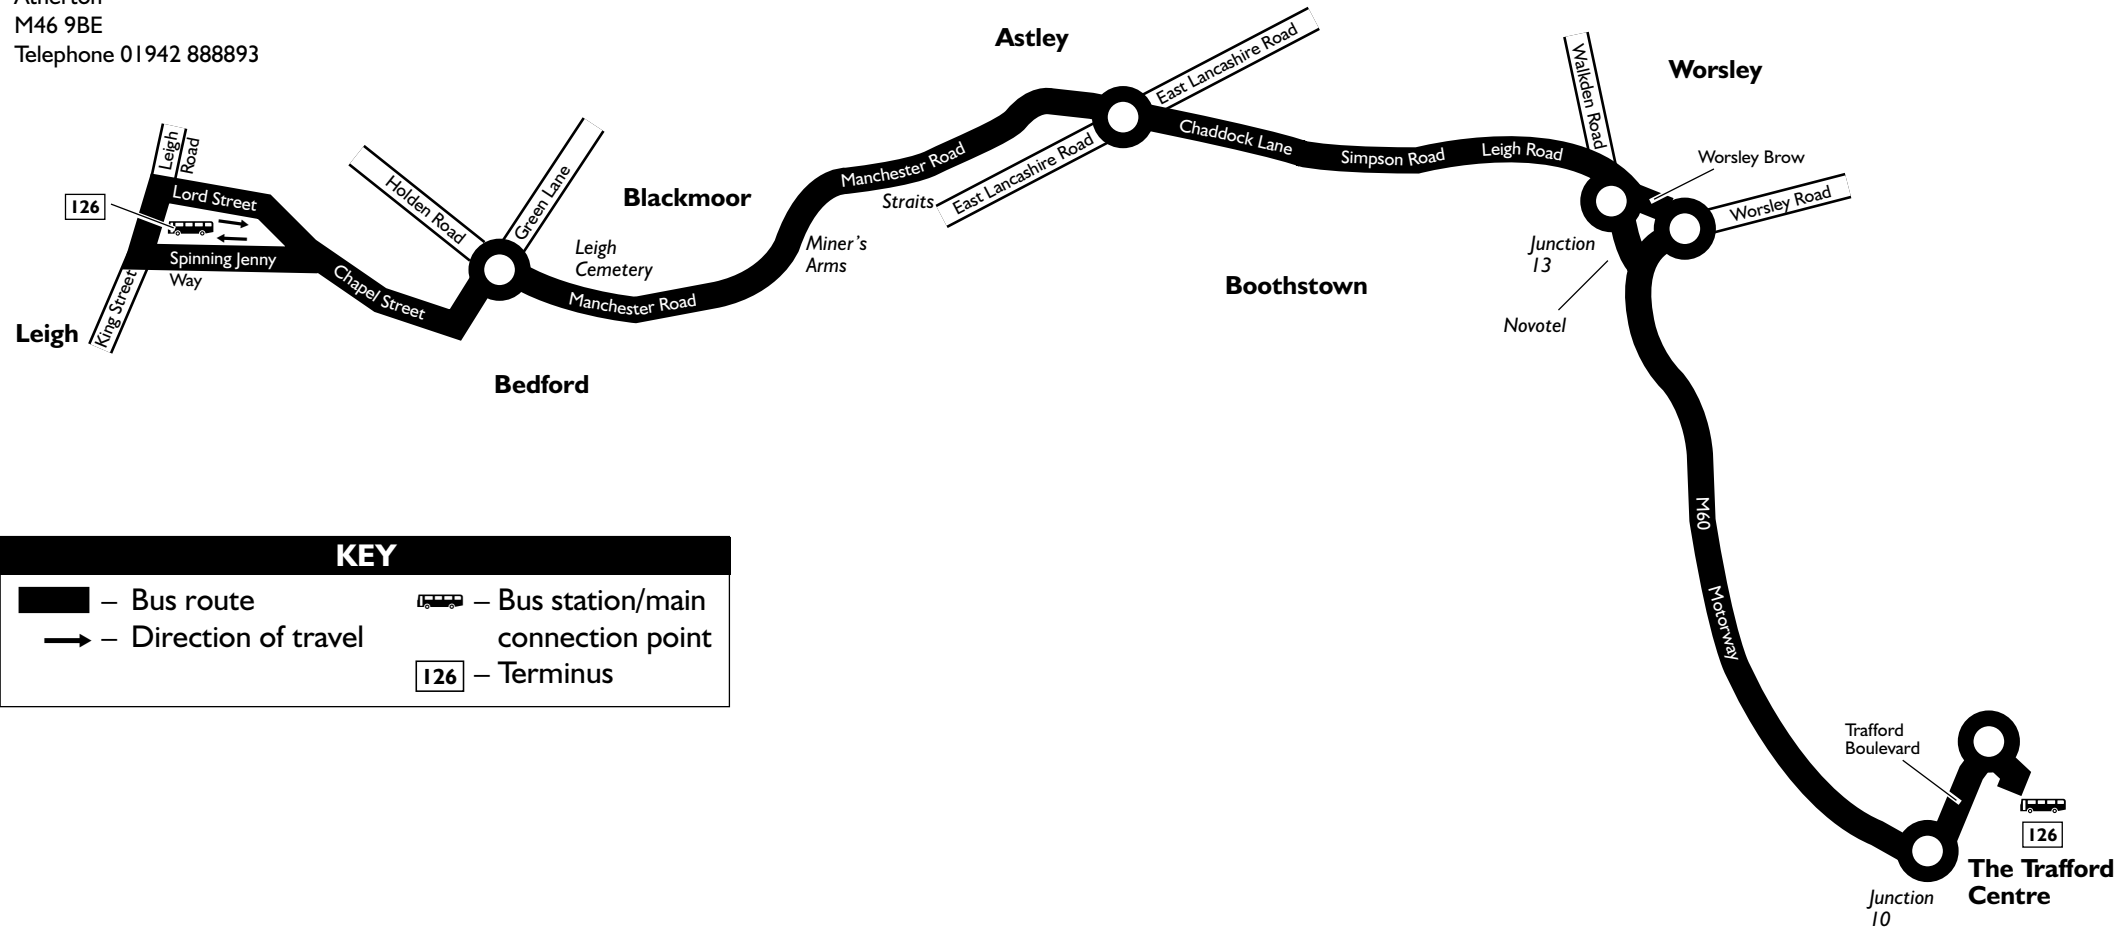 Atherton
M46 9BE
Telephone 01942 888893
Astley
East Lancashire Road
Walkden Road
Worsley
Leigh
Road
Lord Street
126
Spinning Jenny
Way
King Street
Leigh
Chapel Street
Holden Road
Green Lane
Bedford
Blackmoor
Leigh
Cemetery
Manchester Road
Miner's
Arms
Manchester Road
Straits
East Lancashire Road
Chaddock Lane
Simpson Road
Leigh Road
Worsley Brow
Worsley Road
Boothstown
Junction
13
Novotel
M60
Motorway
Trafford
Boulevard
126
The Trafford
Centre
Junction
10
KEY
– Bus route
– Direction of travel
– Bus station/main
connection point
126 – Terminus